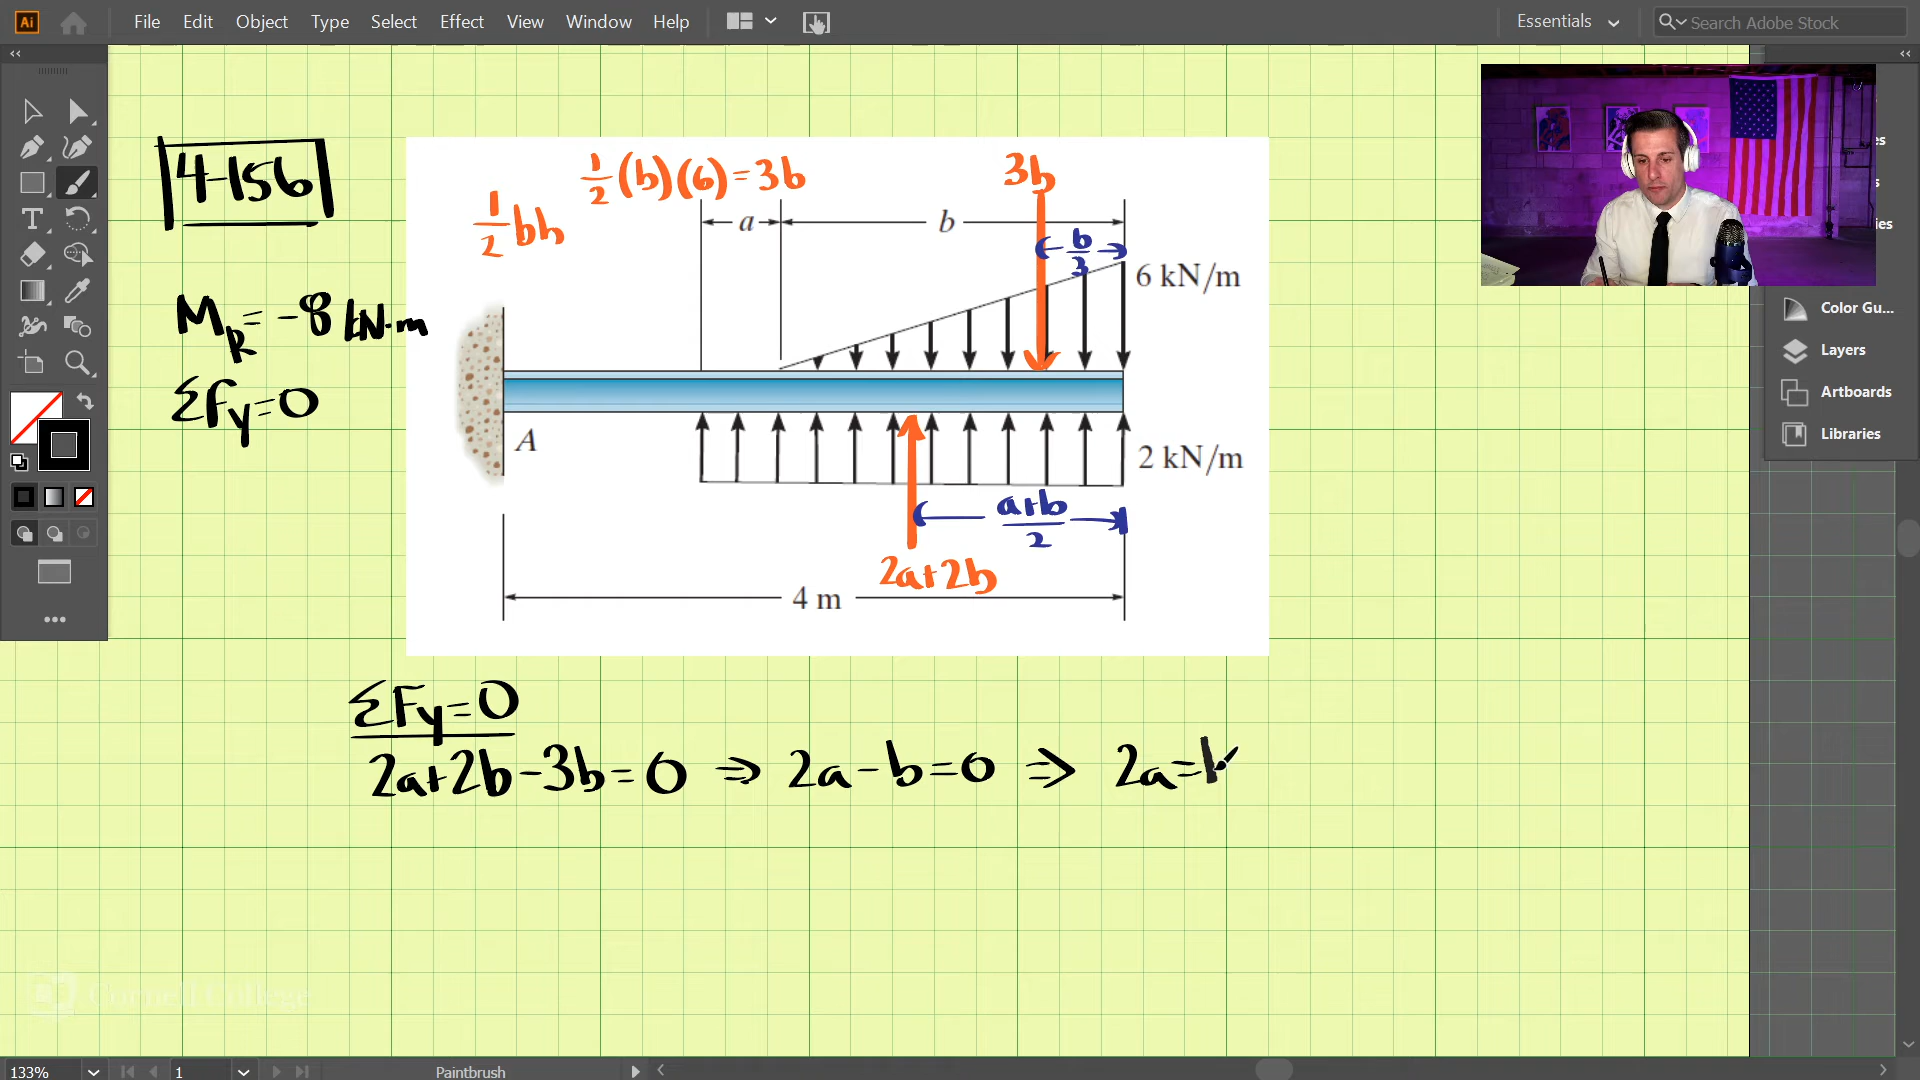 Ai File Edit Object Type Select Effect View Window Help Essentials Search Adobe Stock
4-156
1/2 bh
1/2 (b)(6) = 3b
3b
a
b
b/3
6 kN/m
M_R = -8 kN·m
ΣFy=0
A
2 kN/m
(a+b)/2
2a+2b
4 m
ΣFy=0
2a+2b-3b=0 ⇒ 2a-b=0 ⇒ 2a=b
Color Gu...
Layers
Artboards
Libraries
Cornell College
133% 1 Paintbrush